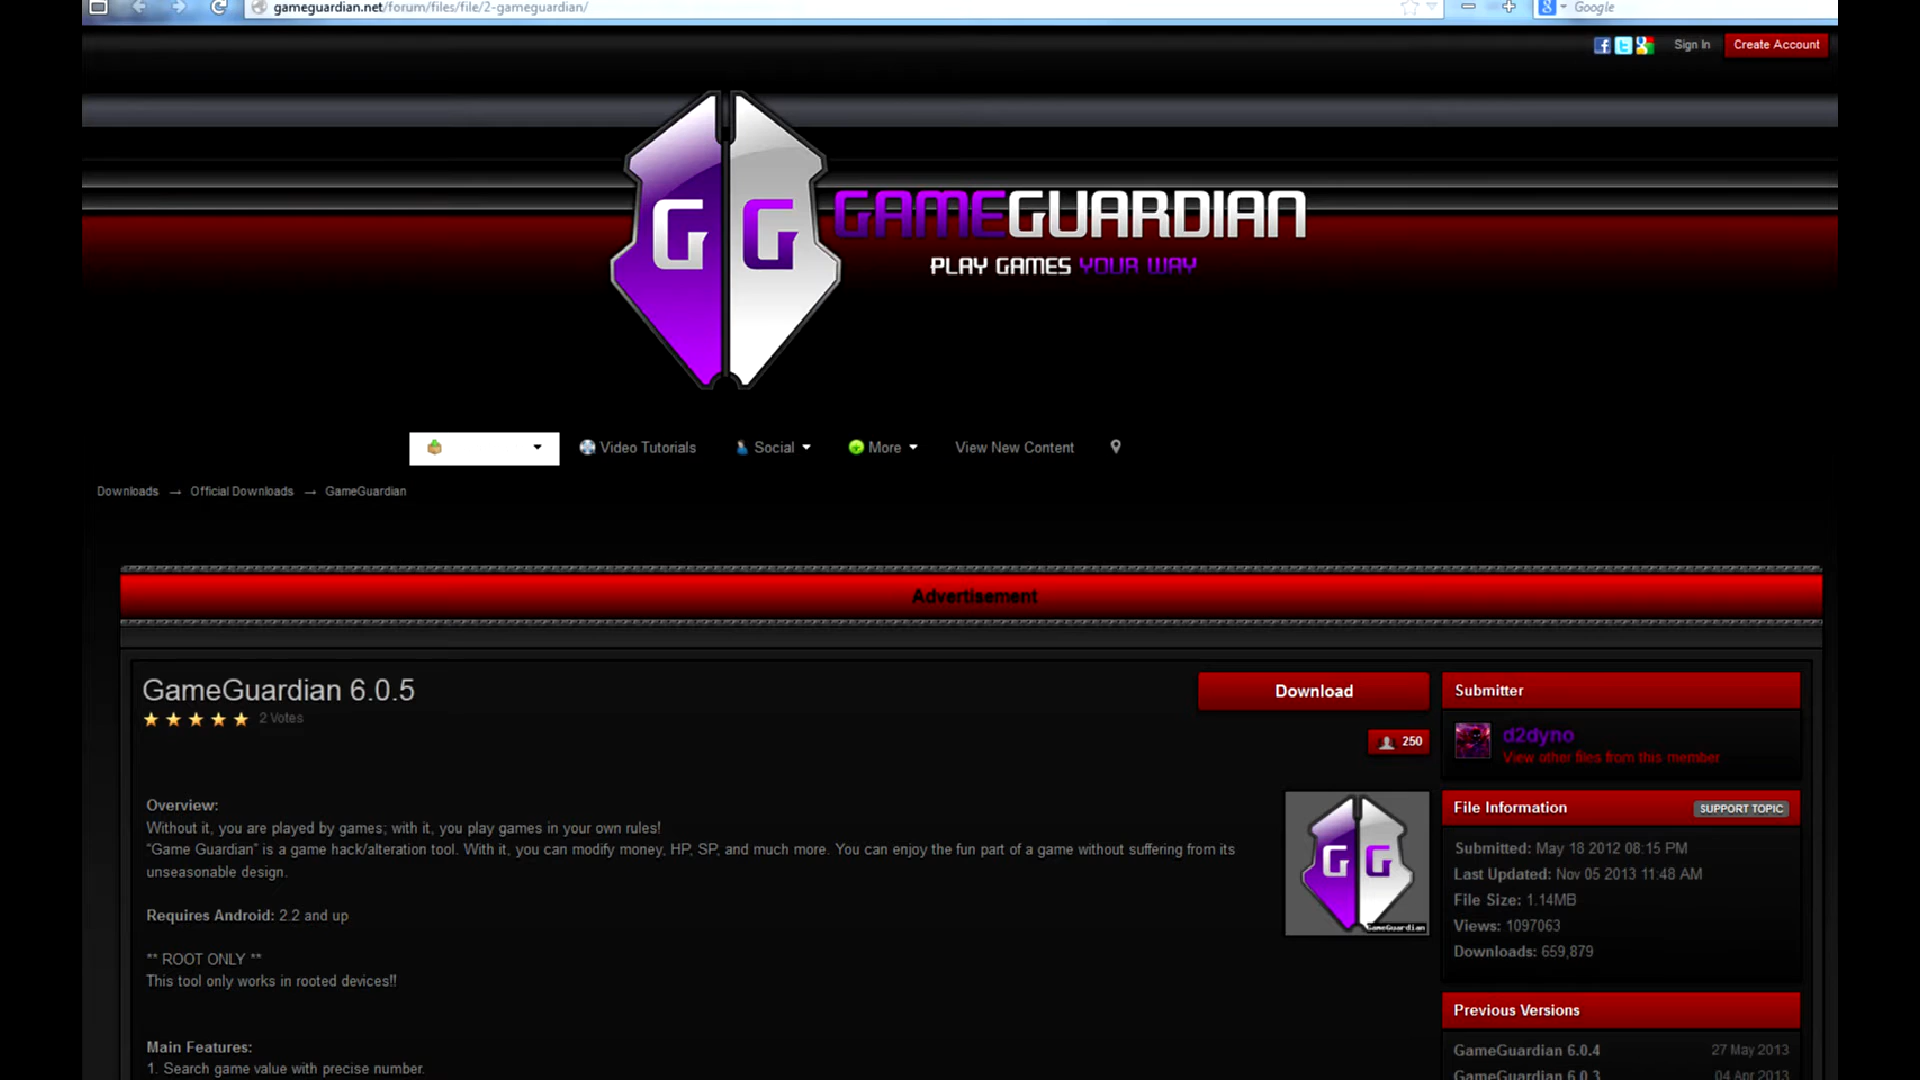 gameguardian.net/forum/files/file/2-gameguardian/
Google
Sign In
Create Account
G G
GAMEGUARDIAN
PLAY GAMES YOUR WAY
Video Tutorials
Social
More
View New Content
Downloads → Official Downloads → GameGuardian
Advertisement
GameGuardian 6.0.5
2 Votes
Download
250
Overview:
Without it, you are played by games; with it, you play games in your own rules!
“Game Guardian” is a game hack/alteration tool. With it, you can modify money, HP, SP, and much more. You can enjoy the fun part of a game without suffering from its
unseasonable design.
Requires Android: 2.2 and up
** ROOT ONLY **
This tool only works in rooted devices!!
Main Features:
1. Search game value with precise number.
G G
GameGuardian
Submitter
d2dyno
View other files from this member
File Information
SUPPORT TOPIC
Submitted: May 18 2012 08:15 PM
Last Updated: Nov 05 2013 11:48 AM
File Size: 1.14MB
Views: 1097063
Downloads: 659,879
Previous Versions
GameGuardian 6.0.4 27 May 2013
GameGuardian 6.0.3 04 Apr 2013